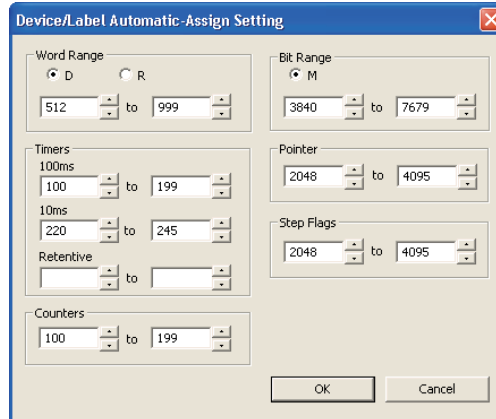 Device/Label Automatic-Assign Setting
Word Range
D R
512 to 999
Timers
100ms
100 to 199
10ms
220 to 245
Retentive
to
Counters
100 to 199
Bit Range
M
3840 to 7679
Pointer
2048 to 4095
Step Flags
2048 to 4095
OK Cancel